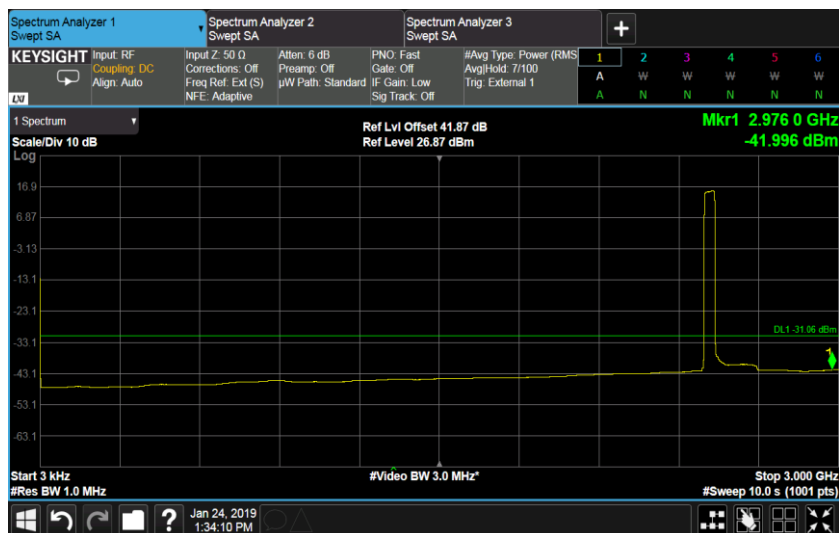 Spectrum Analyzer 1
Swept SA
Spectrum Analyzer 2
Swept SA
Spectrum Analyzer 3
Swept SA
+
KEYSIGHT
LXI
Input: RF
Coupling: DC
Align: Auto
Input Z: 50 Ω
Corrections: Off
Freq Ref: Ext (S)
NFE: Adaptive
Atten: 6 dB
Preamp: Off
µW Path: Standard
PNO: Fast
Gate: Off
IF Gain: Low
Sig Track: Off
#Avg Type: Power (RMS
Avg|Hold: 7/100
Trig: External 1
1 2 3 4 5 6
A W W W W W
A N N N N N
1 Spectrum
Scale/Div 10 dB
Log
Ref Lvl Offset 41.87 dB
Ref Level 26.87 dBm
Mkr1 2.976 0 GHz
-41.996 dBm
16.9
6.87
-3.13
-13.1
-23.1
-33.1
-43.1
-53.1
-63.1
DL1 -31.06 dBm
1
Start 3 kHz
#Res BW 1.0 MHz
#Video BW 3.0 MHz*
Stop 3.000 GHz
#Sweep 10.0 s (1001 pts)
?
Jan 24, 2019
1:34:10 PM